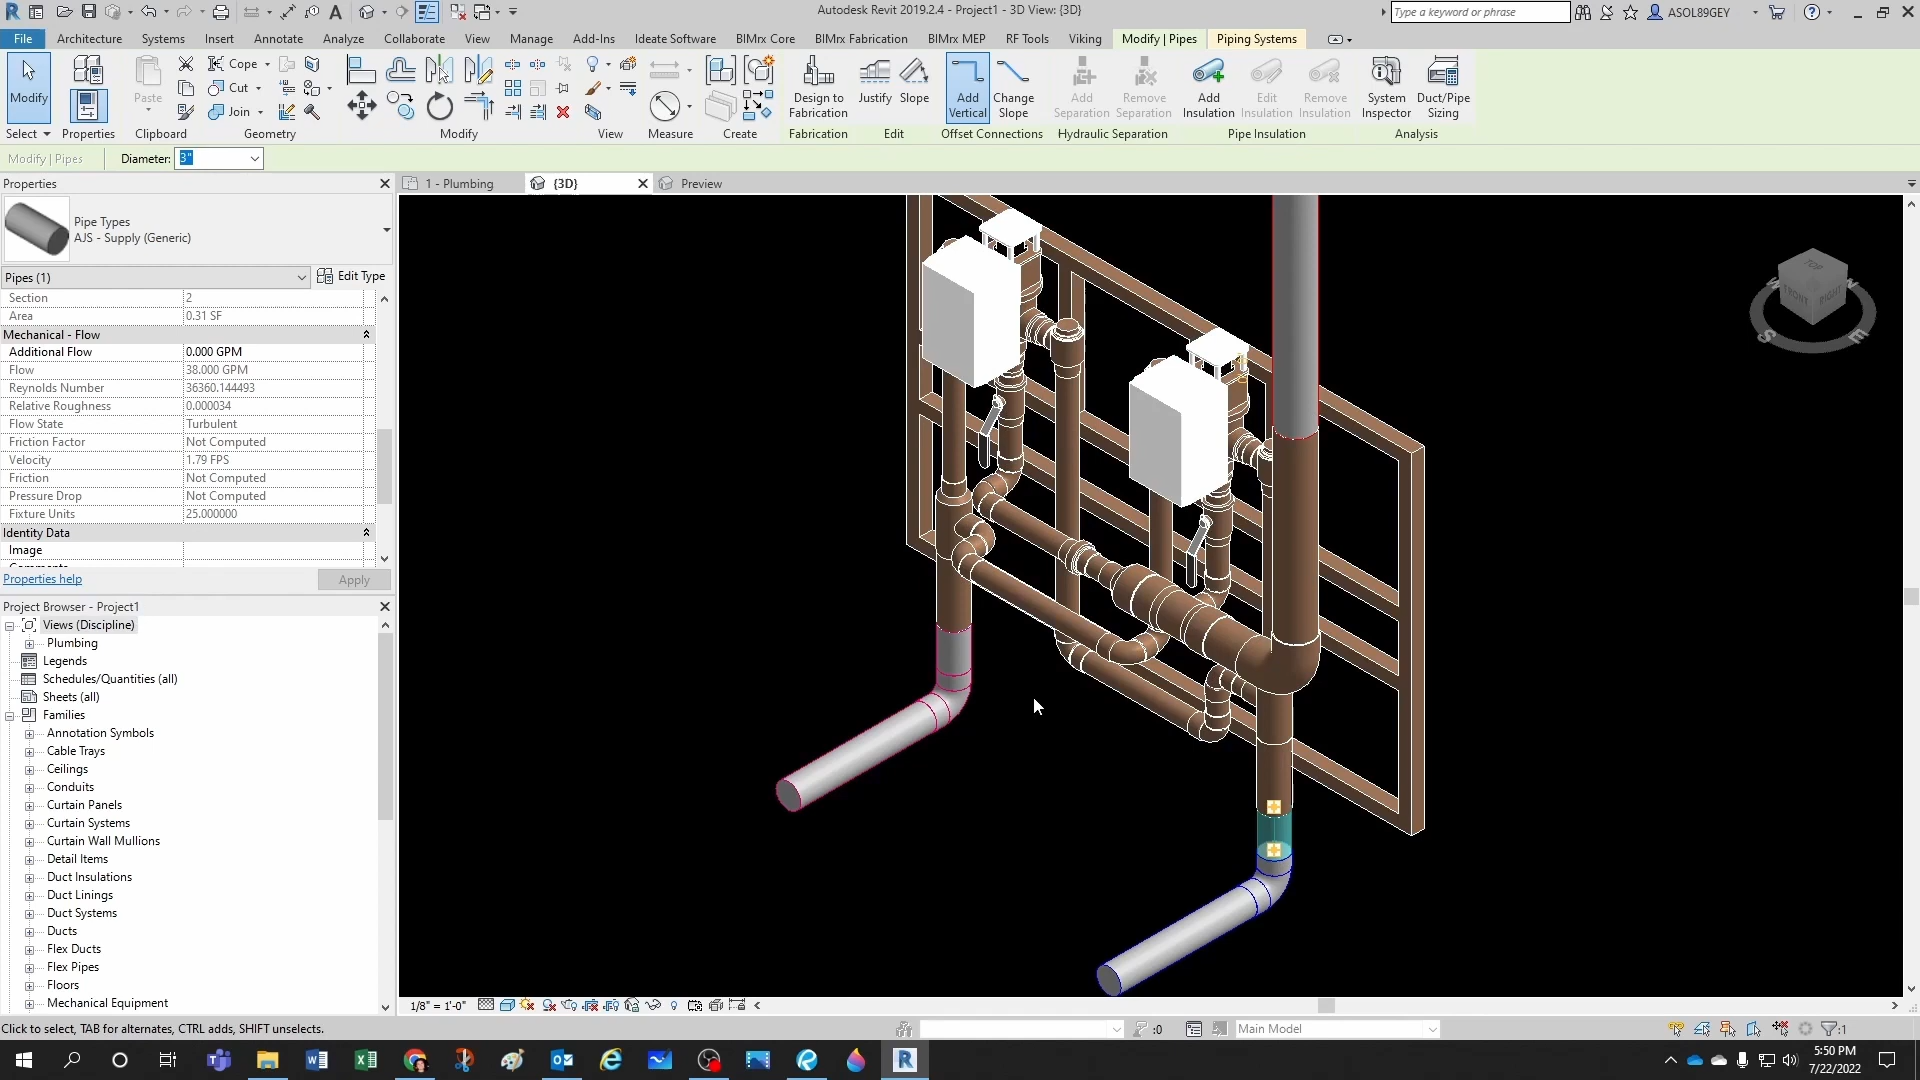 Autodesk Revit 2019.2.4 - Project1 - 3D View: {3D}
Type a keyword or phrase
ASOL89GEY
File Architecture Systems Insert Annotate Analyze Collaborate View Manage Add-Ins Ideate Software BIMrx Core BIMrx Fabrication BIMrx MEP RF Tools Viking Modify | Pipes Piping Systems
Modify
Paste
Cope
Cut
Join
Design to Fabrication
Justify
Slope
Add Vertical
Change Slope
Add Separation
Remove Separation
Add Insulation
Edit Insulation
Remove Insulation
System Inspector
Duct/Pipe Sizing
Select Properties Clipboard Geometry Modify View Measure Create Fabrication Edit Offset Connections Hydraulic Separation Pipe Insulation Analysis
Modify | Pipes Diameter: 3"
Properties
1 - Plumbing {3D} Preview
Pipe Types
AJS - Supply (Generic)
Pipes (1) Edit Type
Section 2
Area 0.31 SF
Mechanical - Flow
Additional Flow 0.000 GPM
Flow 38.000 GPM
Reynolds Number 36360.144493
Relative Roughness 0.000034
Flow State Turbulent
Friction Factor Not Computed
Velocity 1.79 FPS
Friction Not Computed
Pressure Drop Not Computed
Fixture Units 25.000000
Identity Data
Image
Properties help Apply
Project Browser - Project1
Views (Discipline)
Plumbing
Legends
Schedules/Quantities (all)
Sheets (all)
Families
Annotation Symbols
Cable Trays
Ceilings
Conduits
Curtain Panels
Curtain Systems
Curtain Wall Mullions
Detail Items
Duct Insulations
Duct Linings
Duct Systems
Ducts
Flex Ducts
Flex Pipes
Floors
Mechanical Equipment
TOP
FRONT
RIGHT
S
E
1/8" = 1'-0"
Click to select, TAB for alternates, CTRL adds, SHIFT unselects.
:0
Main Model
:1
5:50 PM
7/22/2022